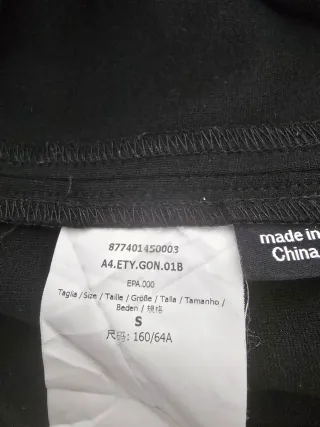 877401450003
A4.ETY.GON.01B
EPA.000
Taglia / Size / Taille / Größe / Talla / Tamanho /
Beden / 規格
S
尺码: 160/64A
made in
China